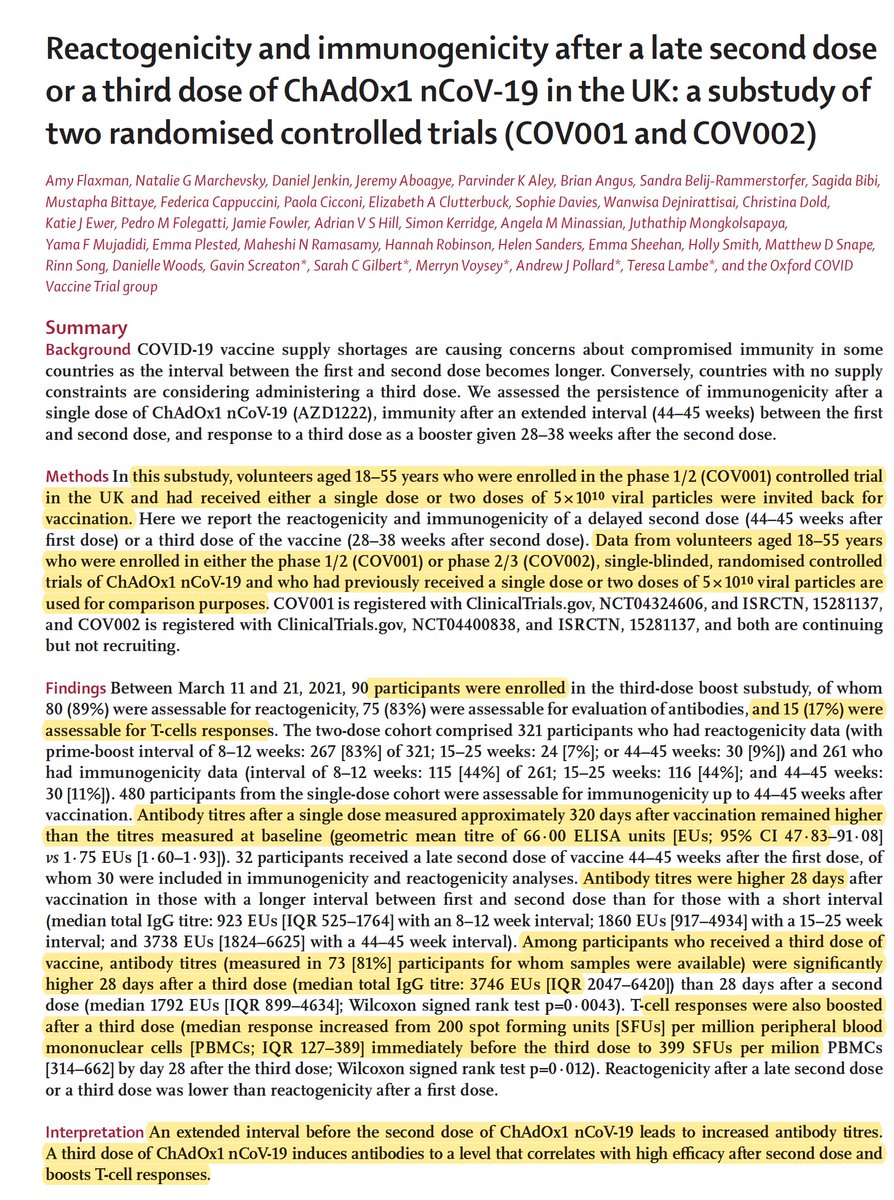 Reactogenicity and immunogenicity after a late second dose
or a third dose of ChAdOx1 nCoV-19 in the UK: a substudy of
two randomised controlled trials (COV001 and COV002)
Amy Flaxman, Natalie G Marchevsky, Daniel Jenkin, Jeremy Aboagye, Parvinder K Aley, Brian Angus, Sandra Belij-Rammerstorfer, Sagida Bibi,
Mustapha Bittaye, Federica Cappuccini, Paola Cicconi, Elizabeth A Clutterbuck, Sophie Davies, Wanwisa Dejnirattisai, Christina Dold,
Katie J Ewer, Pedro M Folegatti, Jamie Fowler, Adrian V S Hill, Simon Kerridge, Angela M Minassian, Juthathip Mongkolsapaya,
Yama F Mujadidi, Emma Plested, Maheshi N Ramasamy, Hannah Robinson, Helen Sanders, Emma Sheehan, Holly Smith, Matthew D Snape,
Rinn Song, Danielle Woods, Gavin Screaton*, Sarah C Gilbert*, Merryn Voysey*, Andrew J Pollard*, Teresa Lambe*, and the Oxford COVID
Vaccine Trial group
Summary
Background COVID-19 vaccine supply shortages are causing concerns about compromised immunity in some
countries as the interval between the first and second dose becomes longer. Conversely, countries with no supply
constraints are considering administering a third dose. We assessed the persistence of immunogenicity after a
single dose of ChAdOx1 nCoV-19 (AZD1222), immunity after an extended interval (44–45 weeks) between the first
and second dose, and response to a third dose as a booster given 28–38 weeks after the second dose.
Methods In this substudy, volunteers aged 18–55 years who were enrolled in the phase 1/2 (COV001) controlled trial
in the UK and had received either a single dose or two doses of 5×10¹⁰ viral particles were invited back for
vaccination. Here we report the reactogenicity and immunogenicity of a delayed second dose (44–45 weeks after
first dose) or a third dose of the vaccine (28–38 weeks after second dose). Data from volunteers aged 18–55 years
who were enrolled in either the phase 1/2 (COV001) or phase 2/3 (COV002), single-blinded, randomised controlled
trials of ChAdOx1 nCoV-19 and who had previously received a single dose or two doses of 5×10¹⁰ viral particles are
used for comparison purposes. COV001 is registered with ClinicalTrials.gov, NCT04324606, and ISRCTN, 15281137,
and COV002 is registered with ClinicalTrials.gov, NCT04400838, and ISRCTN, 15281137, and both are continuing
but not recruiting.
Findings Between March 11 and 21, 2021, 90 participants were enrolled in the third-dose boost substudy, of whom
80 (89%) were assessable for reactogenicity, 75 (83%) were assessable for evaluation of antibodies, and 15 (17%) were
assessable for T-cells responses. The two-dose cohort comprised 321 participants who had reactogenicity data (with
prime-boost interval of 8–12 weeks: 267 [83%] of 321; 15–25 weeks: 24 [7%]; or 44–45 weeks: 30 [9%]) and 261 who
had immunogenicity data (interval of 8–12 weeks: 115 [44%] of 261; 15–25 weeks: 116 [44%]; and 44–45 weeks:
30 [11%]). 480 participants from the single-dose cohort were assessable for immunogenicity up to 44–45 weeks after
vaccination. Antibody titres after a single dose measured approximately 320 days after vaccination remained higher
than the titres measured at baseline (geometric mean titre of 66·00 ELISA units [EUs; 95% CI 47·83–91·08]
vs 1·75 EUs [1·60–1·93]). 32 participants received a late second dose of vaccine 44–45 weeks after the first dose, of
whom 30 were included in immunogenicity and reactogenicity analyses. Antibody titres were higher 28 days after
vaccination in those with a longer interval between first and second dose than for those with a short interval
(median total IgG titre: 923 EUs [IQR 525–1764] with an 8–12 week interval; 1860 EUs [917–4934] with a 15–25 week
interval; and 3738 EUs [1824–6625] with a 44–45 week interval). Among participants who received a third dose of
vaccine, antibody titres (measured in 73 [81%] participants for whom samples were available) were significantly
higher 28 days after a third dose (median total IgG titre: 3746 EUs [IQR 2047–6420]) than 28 days after a second
dose (median 1792 EUs [IQR 899–4634]; Wilcoxon signed rank test p=0·0043). T-cell responses were also boosted
after a third dose (median response increased from 200 spot forming units [SFUs] per million peripheral blood
mononuclear cells [PBMCs; IQR 127–389] immediately before the third dose to 399 SFUs per milion PBMCs
[314–662] by day 28 after the third dose; Wilcoxon signed rank test p=0·012). Reactogenicity after a late second dose
or a third dose was lower than reactogenicity after a first dose.
Interpretation An extended interval before the second dose of ChAdOx1 nCoV-19 leads to increased antibody titres.
A third dose of ChAdOx1 nCoV-19 induces antibodies to a level that correlates with high efficacy after second dose and
boosts T-cell responses.